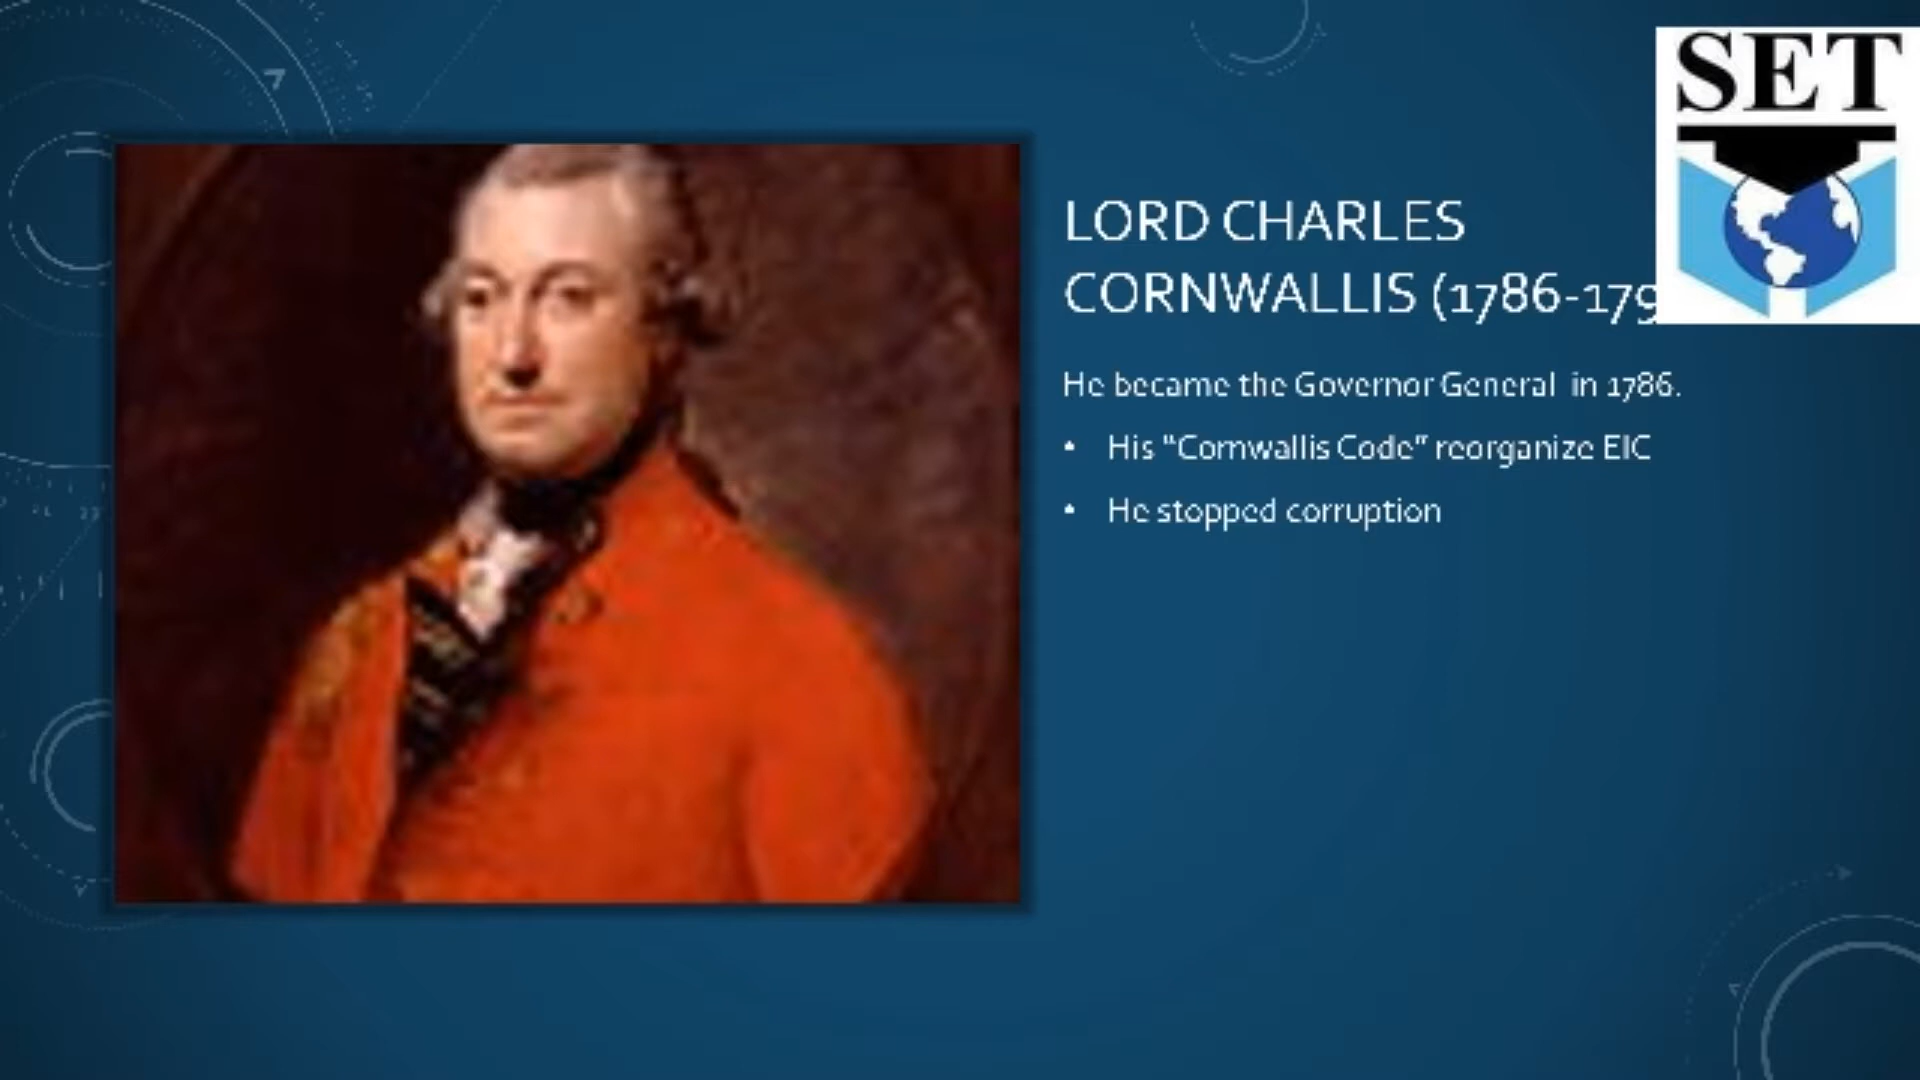 SET
LORD CHARLES
CORNWALLIS (1786-179
He became the Governor General in 1786.
• His "Cornwallis Code" reorganize EIC
• He stopped corruption